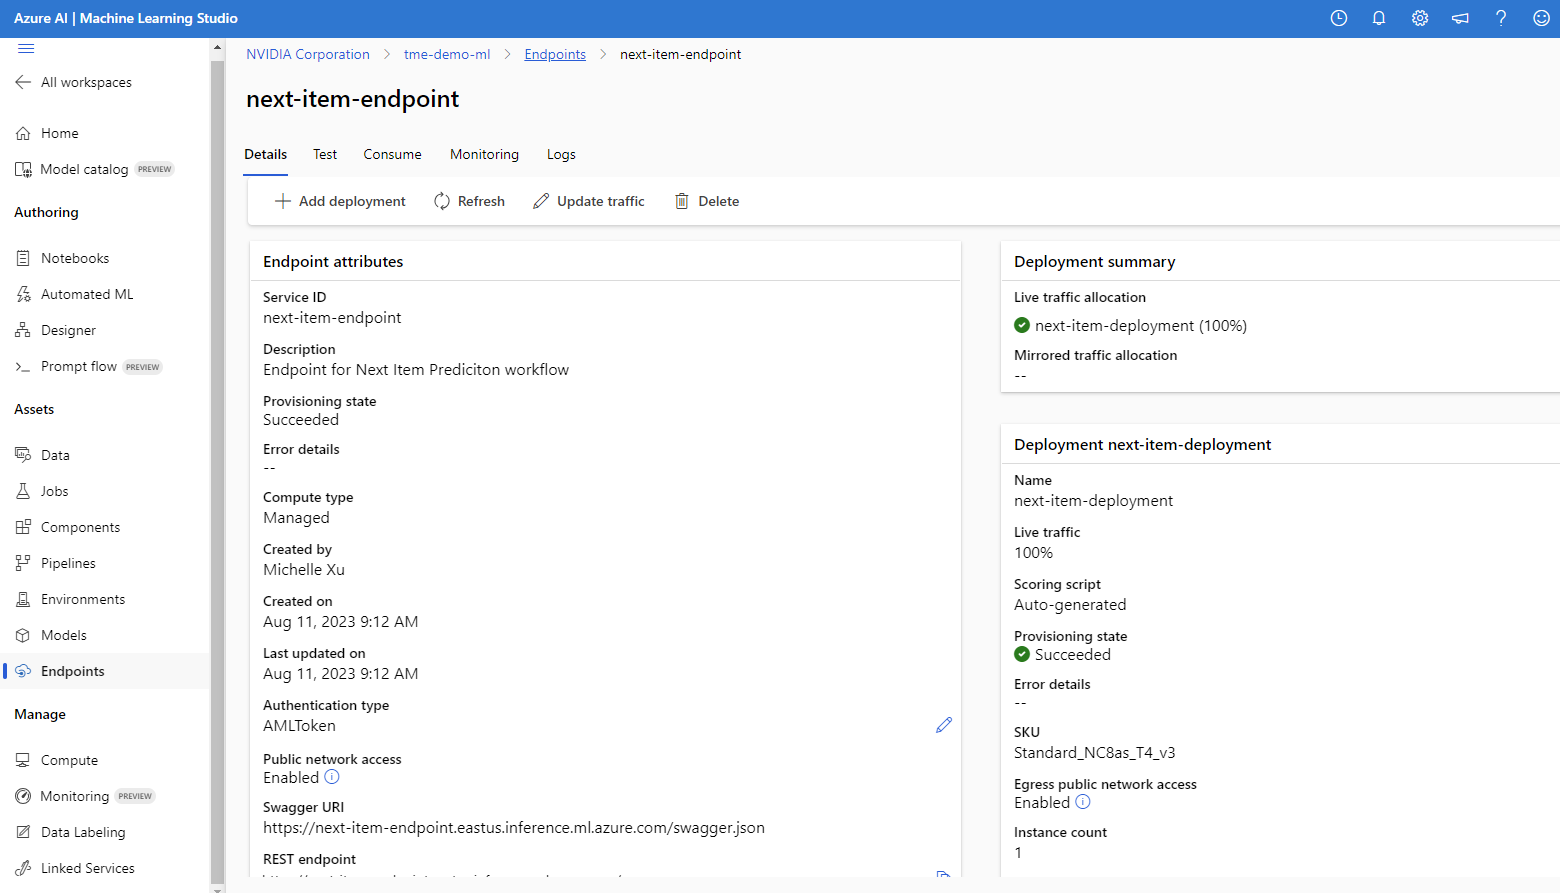 Azure AI | Machine Learning Studio
All workspaces
Home
Model catalog PREVIEW
Authoring
Notebooks
Automated ML
Designer
Prompt flow PREVIEW
Assets
Data
Jobs
Components
Pipelines
Environments
Models
Endpoints
Manage
Compute
Monitoring PREVIEW
Data Labeling
Linked Services
NVIDIA Corporation > tme-demo-ml > Endpoints > next-item-endpoint
next-item-endpoint
Details Test Consume Monitoring Logs
Add deployment Refresh Update traffic Delete
Endpoint attributes
Service ID
next-item-endpoint
Description
Endpoint for Next Item Prediciton workflow
Provisioning state
Succeeded
Error details
--
Compute type
Managed
Created by
Michelle Xu
Created on
Aug 11, 2023 9:12 AM
Last updated on
Aug 11, 2023 9:12 AM
Authentication type
AMLToken
Public network access
Enabled
Swagger URI
https://next-item-endpoint.eastus.inference.ml.azure.com/swagger.json
REST endpoint
Deployment summary
Live traffic allocation
next-item-deployment (100%)
Mirrored traffic allocation
--
Deployment next-item-deployment
Name
next-item-deployment
Live traffic
100%
Scoring script
Auto-generated
Provisioning state
Succeeded
Error details
--
SKU
Standard_NC8as_T4_v3
Egress public network access
Enabled
Instance count
1